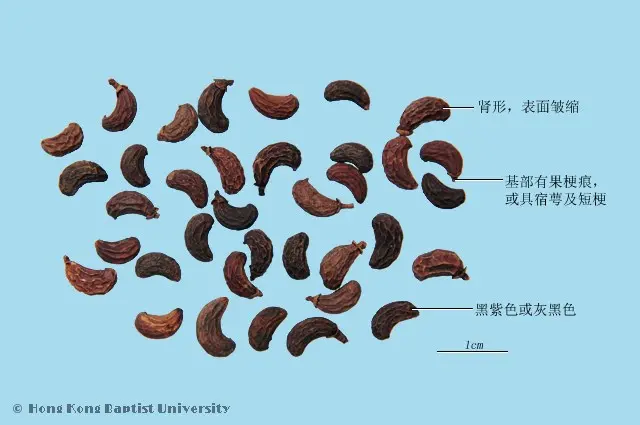 肾形，表面皱缩
基部有果梗痕，
或具宿萼及短梗
黑紫色或灰黑色
1cm
© Hong Kong Baptist University